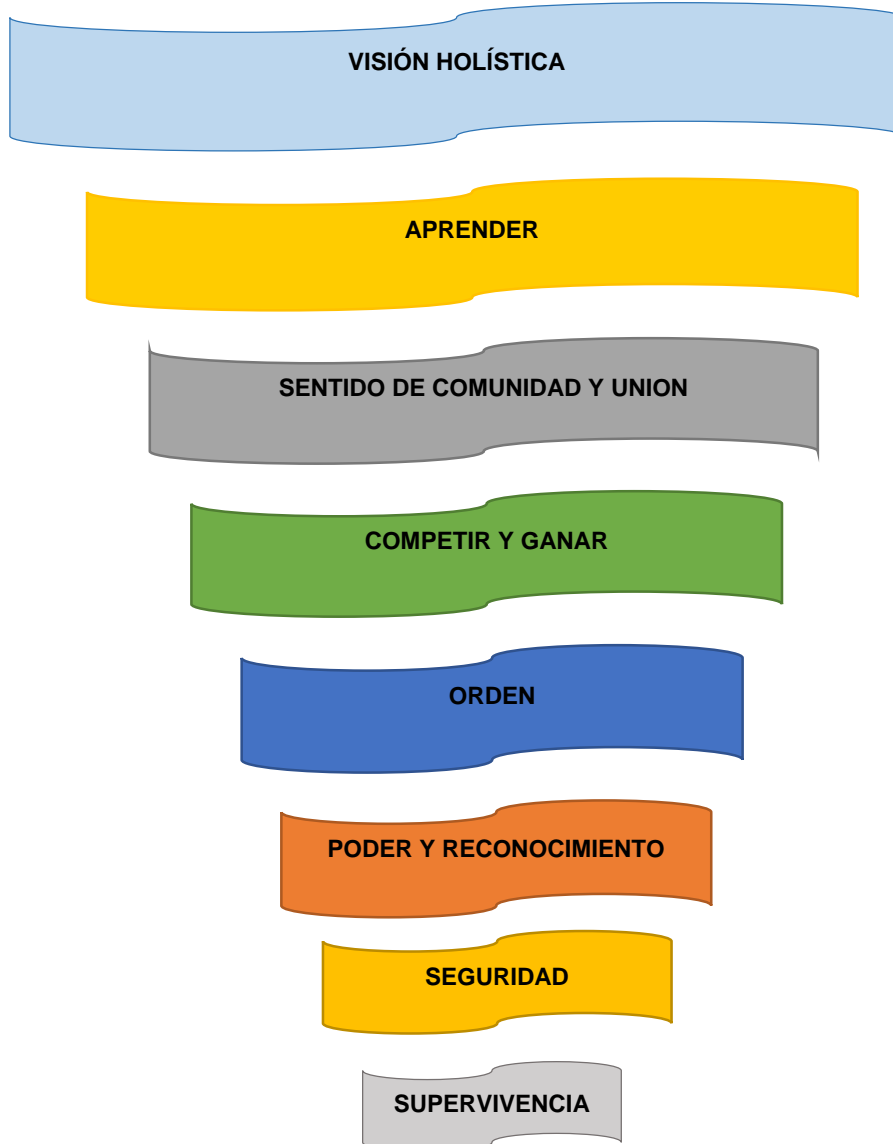 VISIÓN HOLÍSTICA
APRENDER
SENTIDO DE COMUNIDAD Y UNION
COMPETIR Y GANAR
ORDEN
PODER Y RECONOCIMIENTO
SEGURIDAD
SUPERVIVENCIA